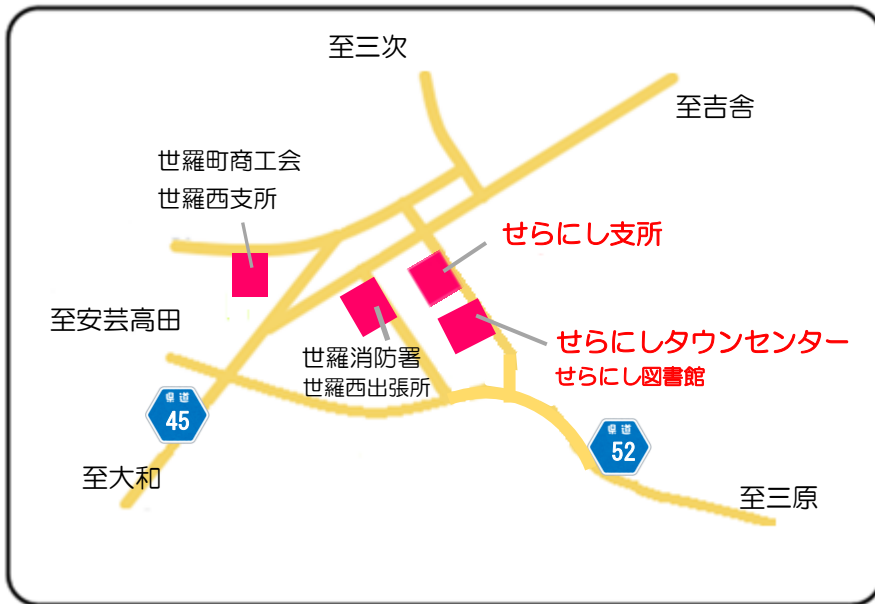 至三次
至吉舎
世羅町商工会
世羅西支所
せらにし支所
至安芸高田
せらにしタウンセンター
せらにし図書館
世羅消防署
世羅西出張所
県道
45
県道
52
至大和
至三原